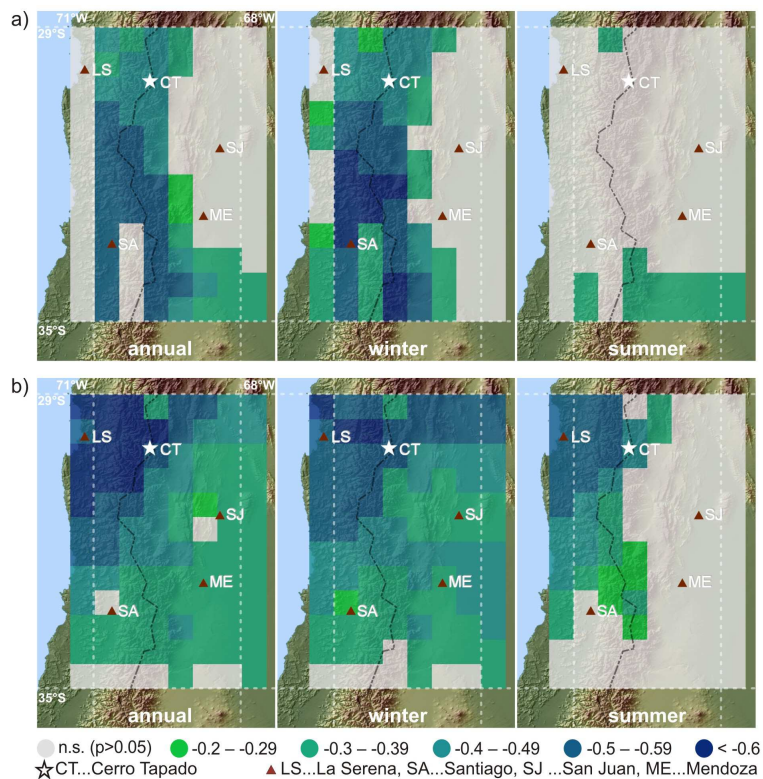 a)
71°W 68°W
29°S
LS
CT
SJ
ME
SA
35°S
annual
LS
CT
SJ
ME
SA
winter
LS
CT
SJ
ME
SA
summer
b)
71°W 68°W
29°S
LS
CT
SJ
ME
SA
35°S
annual
LS
CT
SJ
ME
SA
winter
LS
CT
SJ
ME
SA
summer
n.s. (p>0.05) -0.2 – -0.29 -0.3 – -0.39 -0.4 – -0.49 -0.5 – -0.59 < -0.6
CT...Cerro Tapado LS...La Serena, SA...Santiago, SJ ...San Juan, ME...Mendoza